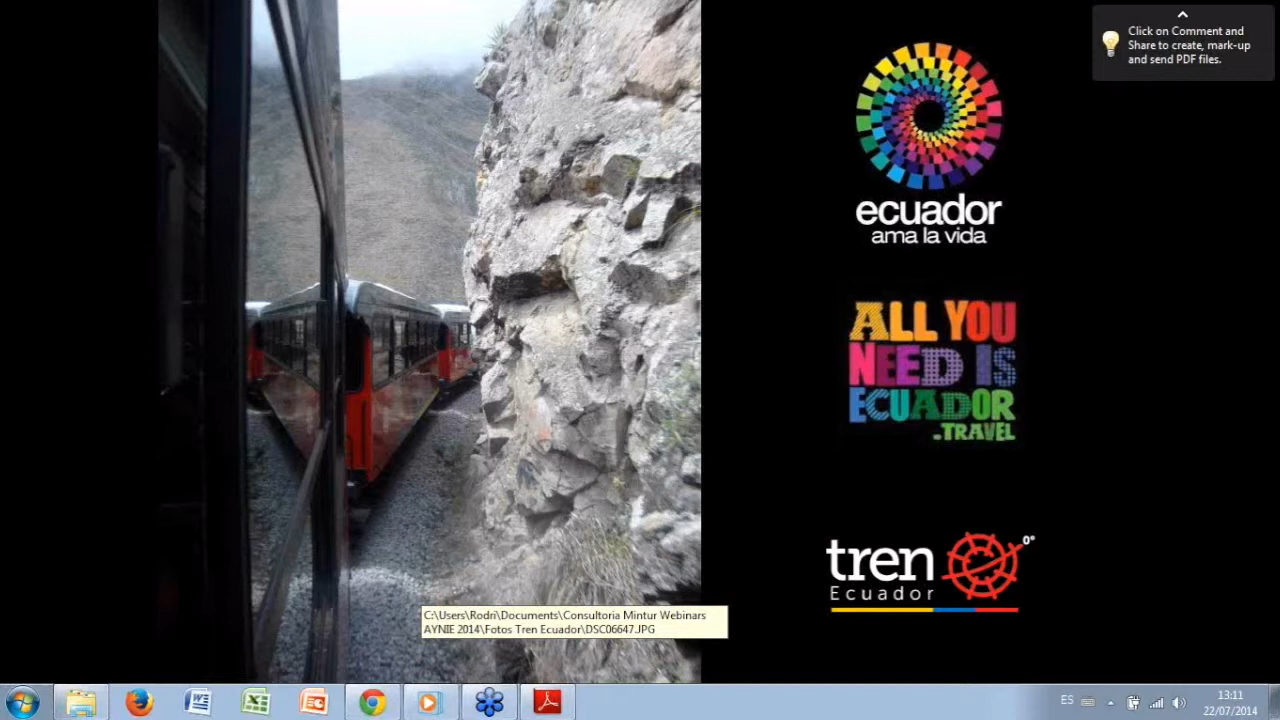 Click on Comment and
Share to create, mark-up
and send PDF files.
ecuador
ama la vida
ALL YOU
NEED IS
ECUADOR
.TRAVEL
tren 0°
Ecuador
C:\Users\Rodri\Documents\Consultoria Mintur Webinars
AYNIE 2014\Fotos Tren Ecuador\DSC06647.JPG
ES
13:11
22/07/2014